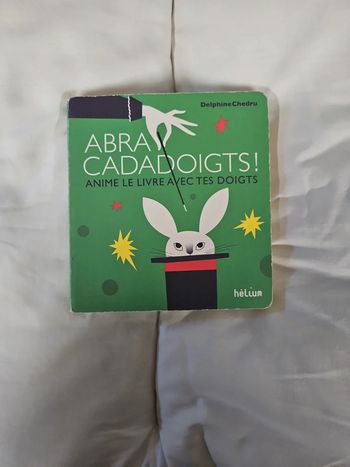 Delphine Chedru
ABRA
CADADOIGTS !
ANIME LE LIVRE AVEC TES DOIGTS
hélium